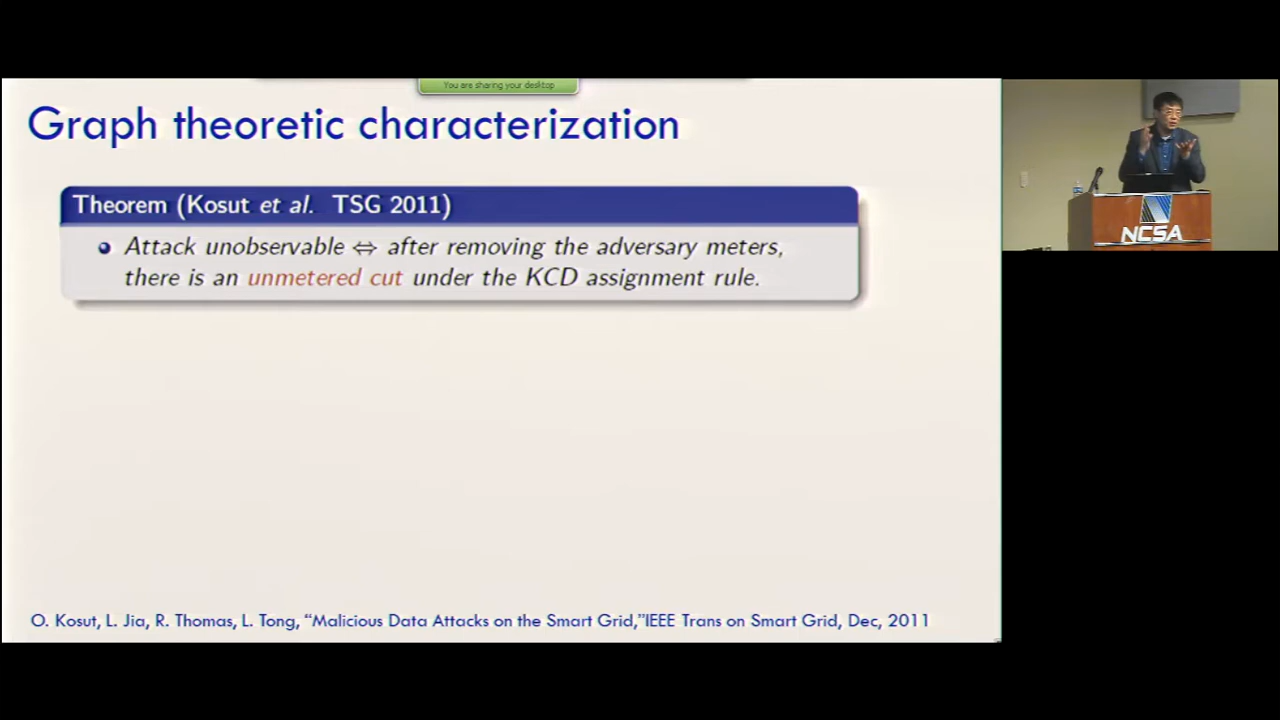 You are sharing your desktop
Graph theoretic characterization
Theorem (Kosut et al. TSG 2011)
Attack unobservable ⇔ after removing the adversary meters,
there is an unmetered cut under the KCD assignment rule.
O. Kosut, L. Jia, R. Thomas, L. Tong, “Malicious Data Attacks on the Smart Grid,”IEEE Trans on Smart Grid, Dec, 2011
NCSA